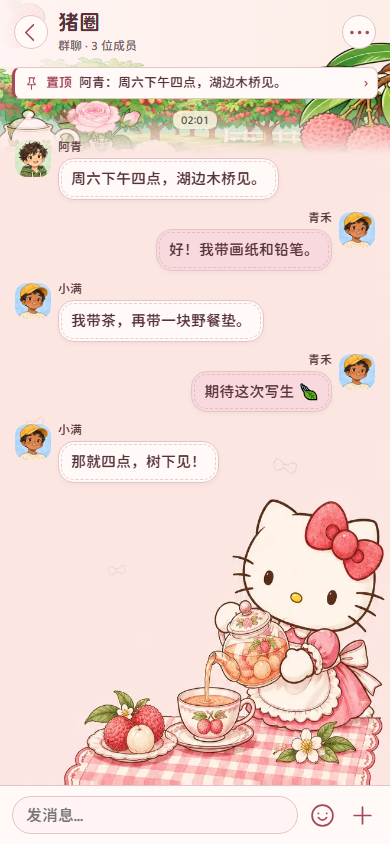 猪圈
群聊 · 3 位成员
置顶 阿青：周六下午四点，湖边木桥见。
02:01
阿青
周六下午四点，湖边木桥见。
青禾
好！我带画纸和铅笔。
小满
我带茶，再带一块野餐垫。
青禾
期待这次写生
小满
那就四点，树下见！
发消息...